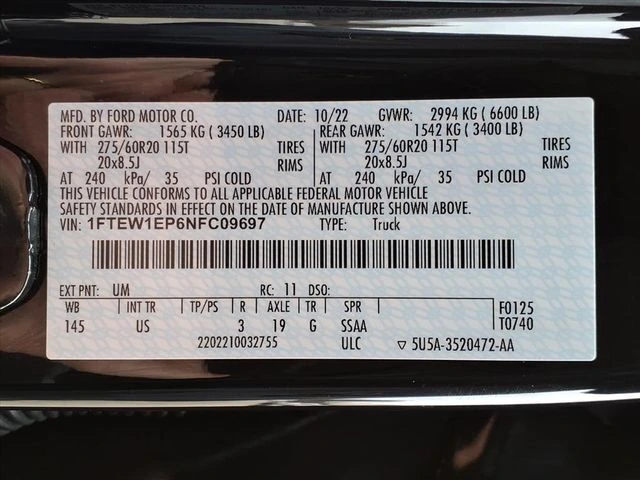 MFD. BY FORD MOTOR CO. DATE: 10/22 GVWR: 2994 KG ( 6600 LB)
FRONT GAWR: 1565 KG ( 3450 LB) REAR GAWR: 1542 KG ( 3400 LB)
WITH 275/60R20 115T TIRES WITH 275/60R20 115T TIRES
20x8.5J RIMS 20x8.5J RIMS
AT 240 kPa/ 35 PSI COLD AT 240 kPa/ 35 PSI COLD
THIS VEHICLE CONFORMS TO ALL APPLICABLE FEDERAL MOTOR VEHICLE
SAFETY STANDARDS IN EFFECT ON THE DATE OF MANUFACTURE SHOWN ABOVE.
VIN: 1FTEW1EP6NFC09697 TYPE: Truck
EXT PNT: UM RC: 11 DSO:
WB INT TR TP/PS R AXLE TR SPR F0125
145 US 3 19 G SSAA T0740
2202210032755 ULC ▽ 5U5A-3520472-AA